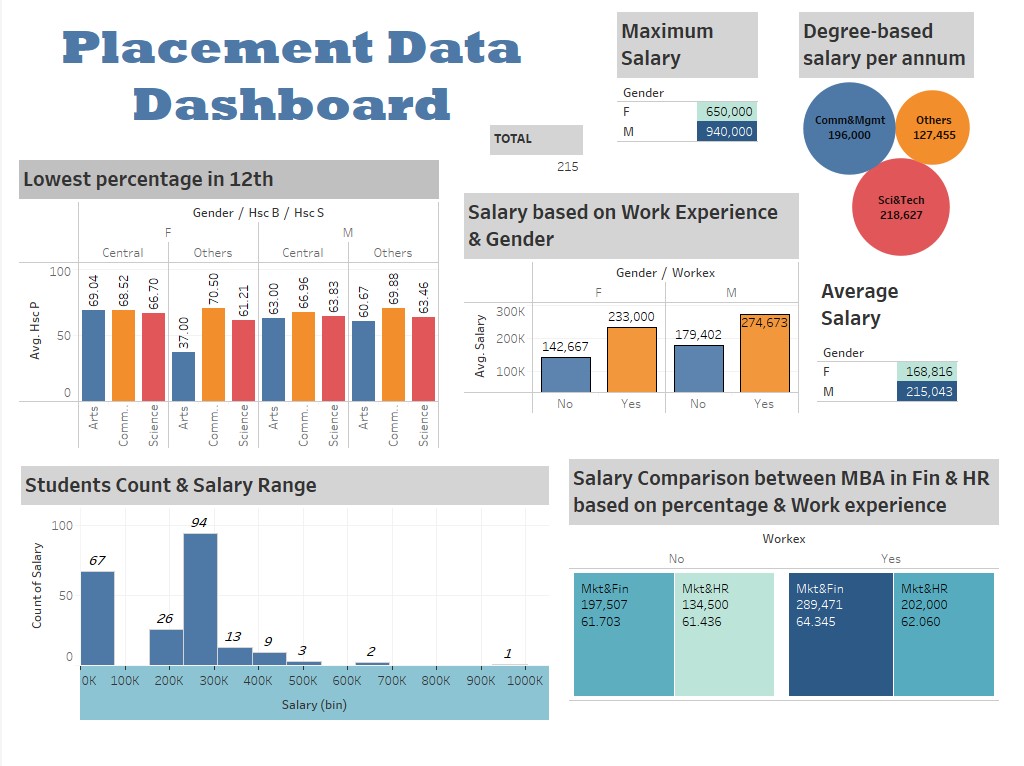 Placement Data
Dashboard
Maximum
Salary
Gender
F 650,000
M 940,000
Degree-based
salary per annum
Comm&Mgmt
196,000
Others
127,455
Sci&Tech
218,627
TOTAL
215
Lowest percentage in 12th
Gender / Hsc B / Hsc S
F M
Central Others Central Others
Avg. Hsc P
100
50
0
69.04 68.52 66.70 37.00 70.50 61.21 63.00 66.96 63.83 60.67 69.88 63.46
Arts Comm.. Science Arts Comm.. Science Arts Comm.. Science Arts Comm.. Science
Salary based on Work Experience
& Gender
Gender / Workex
F M
Avg. Salary
300K
200K
100K
142,667 233,000 179,402 274,673
No Yes No Yes
Average
Salary
Gender
F 168,816
M 215,043
Students Count & Salary Range
Count of Salary
100
50
0
67 26 94 13 9 3 2 1
0K 100K 200K 300K 400K 500K 600K 700K 800K 900K 1000K
Salary (bin)
Salary Comparison between MBA in Fin & HR
based on percentage & Work experience
Workex
No Yes
Mkt&Fin
197,507
61.703
Mkt&HR
134,500
61.436
Mkt&Fin
289,471
64.345
Mkt&HR
202,000
62.060